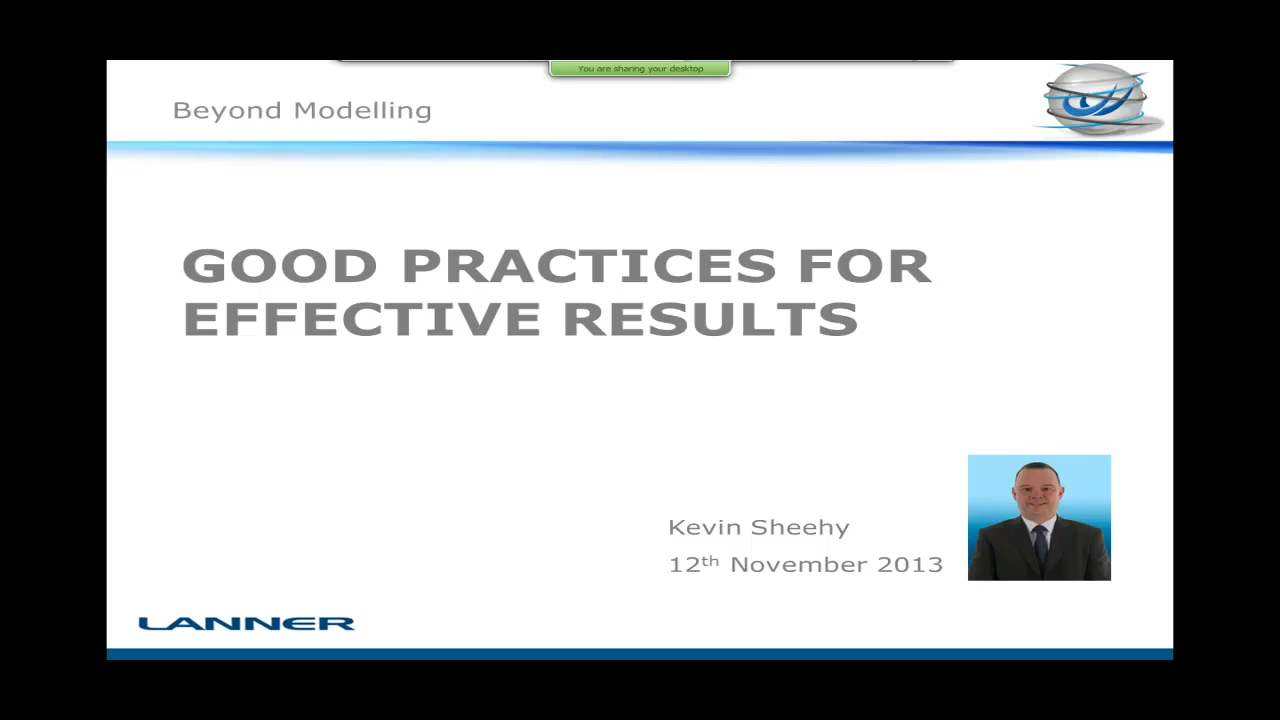 You are sharing your desktop
Beyond Modelling
GOOD PRACTICES FOR
EFFECTIVE RESULTS
Kevin Sheehy
12th November 2013
LANNER